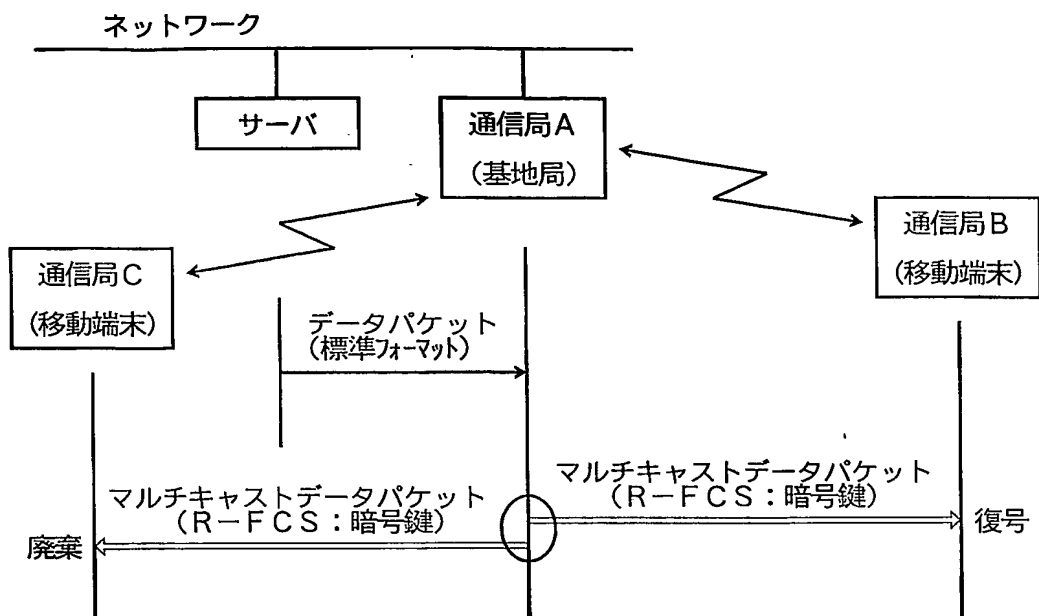 ネットワーク
サーバ
通信局A
(基地局)
通信局B
(移動端末)
通信局C
(移動端末)
データパケット
(標準フォーマット)
マルチキャストデータパケット
(R-FCS:暗号鍵)
復号
マルチキャストデータパケット
(R-FCS:暗号鍵)
廃棄